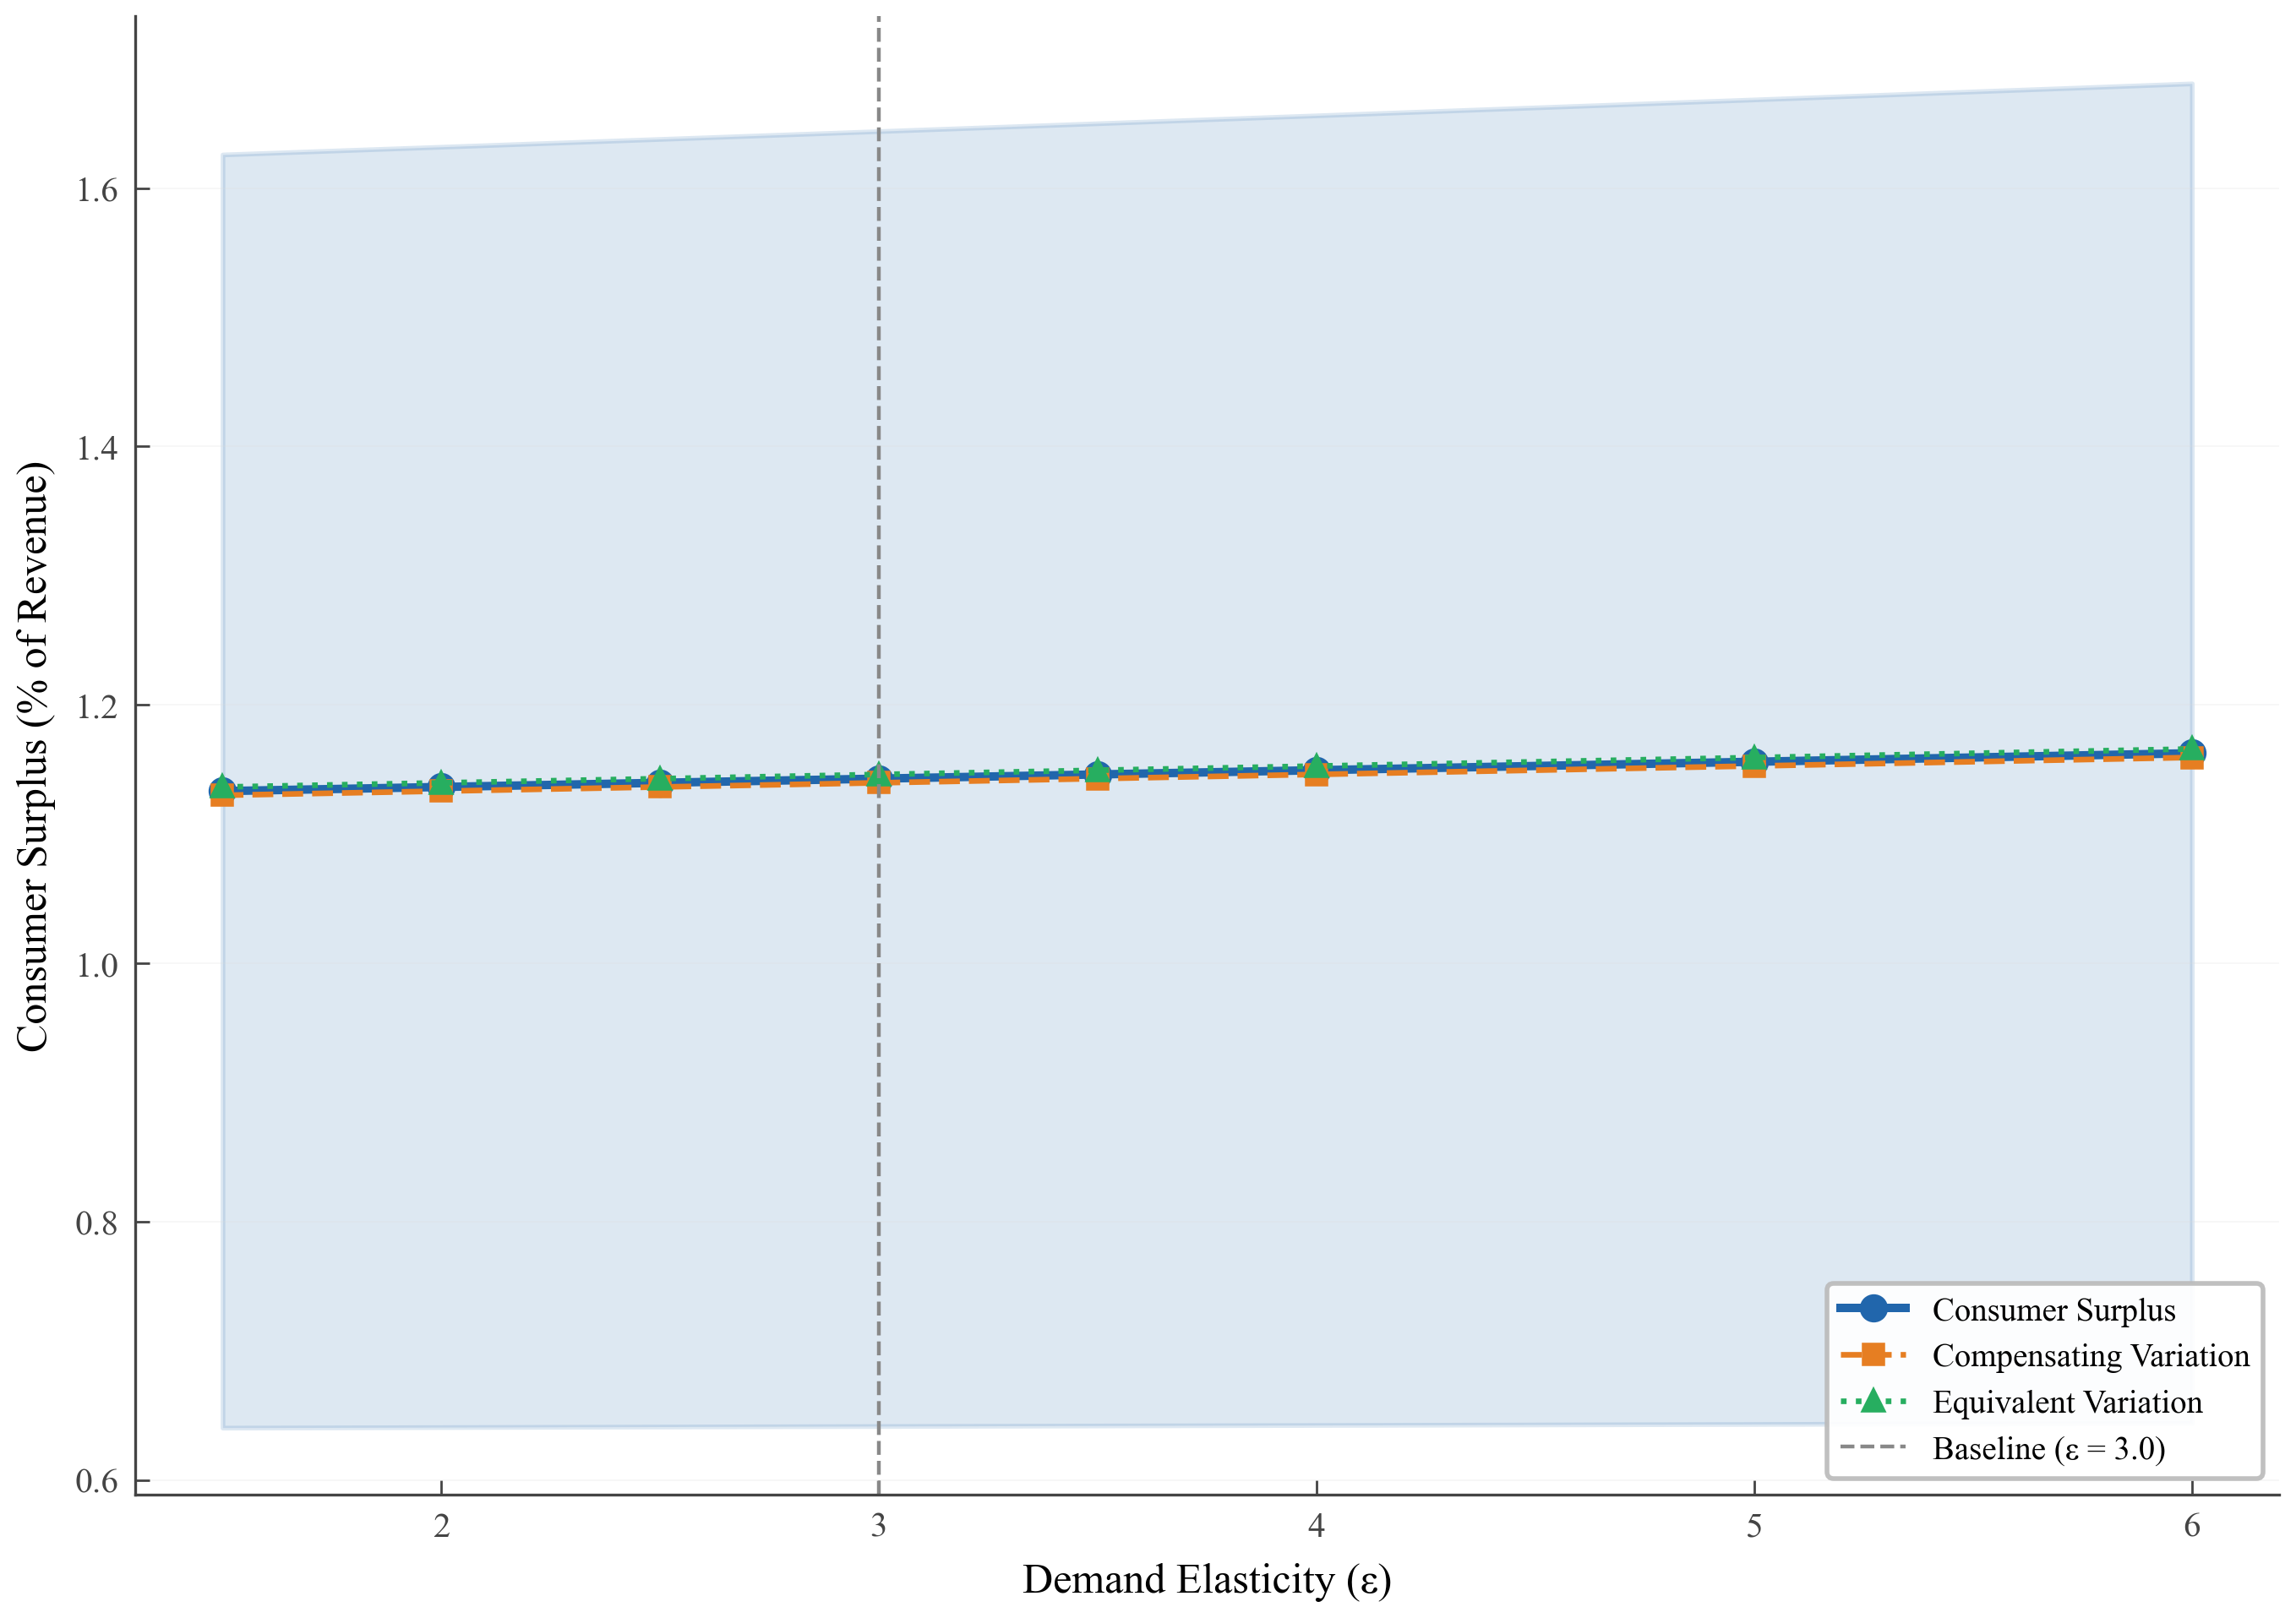 Consumer Surplus (% of Revenue)
1.6
1.4
1.2
1.0
0.8
0.6
2
3
4
5
6
Demand Elasticity (ε)
Consumer Surplus
Compensating Variation
Equivalent Variation
Baseline (ε = 3.0)